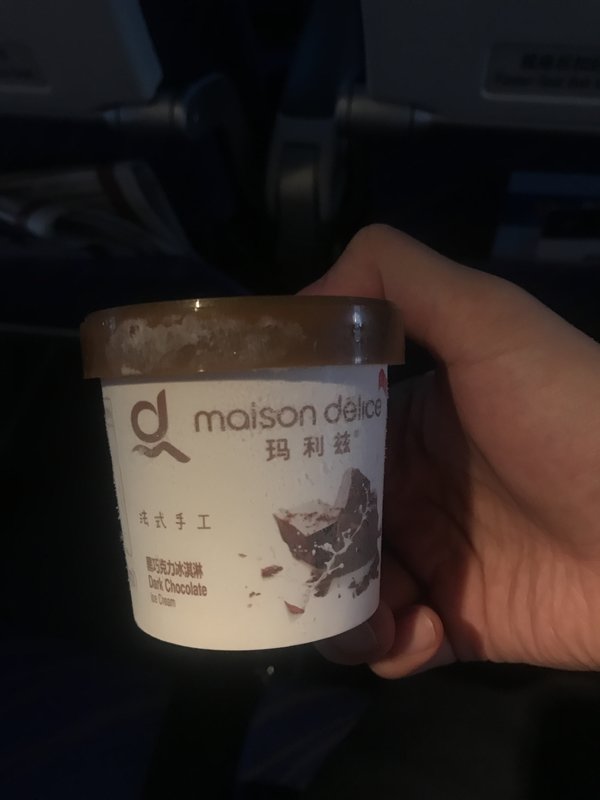 maison délice
玛利兹
法式手工
黑巧克力冰淇淋
Dark Chocolate
Ice Cream